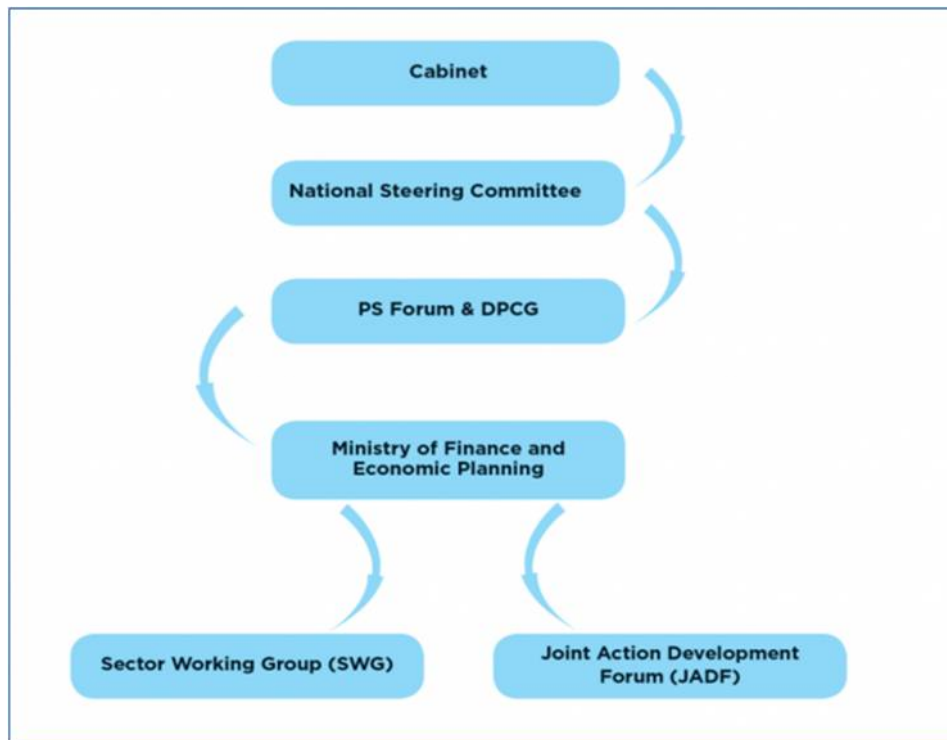 Cabinet
National Steering Committee
PS Forum & DPCG
Ministry of Finance and
Economic Planning
Sector Working Group (SWG)
Joint Action Development
Forum (JADF)